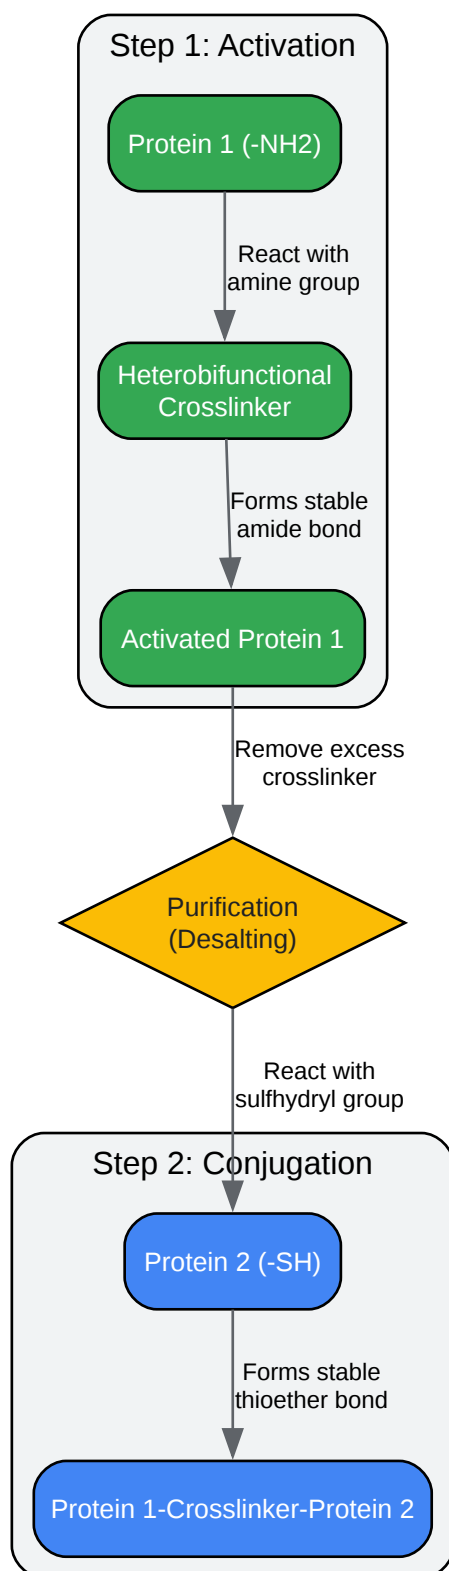 Step 1: Activation
Protein 1 (-NH2)
React with
amine group
Heterobifunctional
Crosslinker
Forms stable
amide bond
Activated Protein 1
Remove excess
crosslinker
Purification
(Desalting)
React with
sulfhydryl group
Step 2: Conjugation
Protein 2 (-SH)
Forms stable
thioether bond
Protein 1-Crosslinker-Protein 2